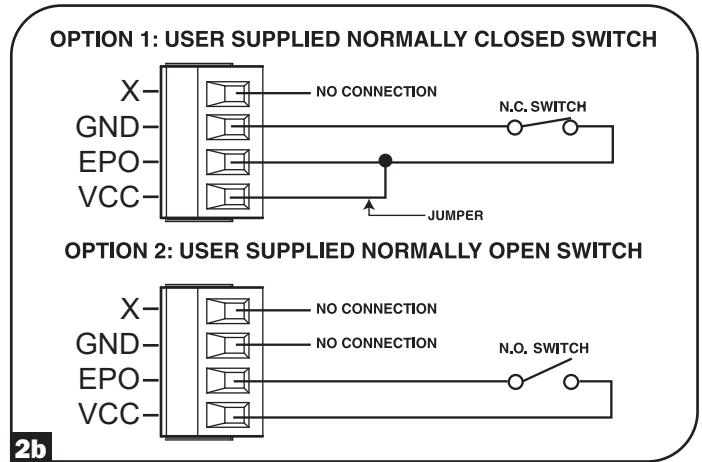 OPTION 1: USER SUPPLIED NORMALLY CLOSED SWITCH
X
NO CONNECTION
N.C. SWITCH
GND
EPO
VCC
JUMPER
OPTION 2: USER SUPPLIED NORMALLY OPEN SWITCH
X
NO CONNECTION
GND
NO CONNECTION
N.O. SWITCH
EPO
VCC
2b